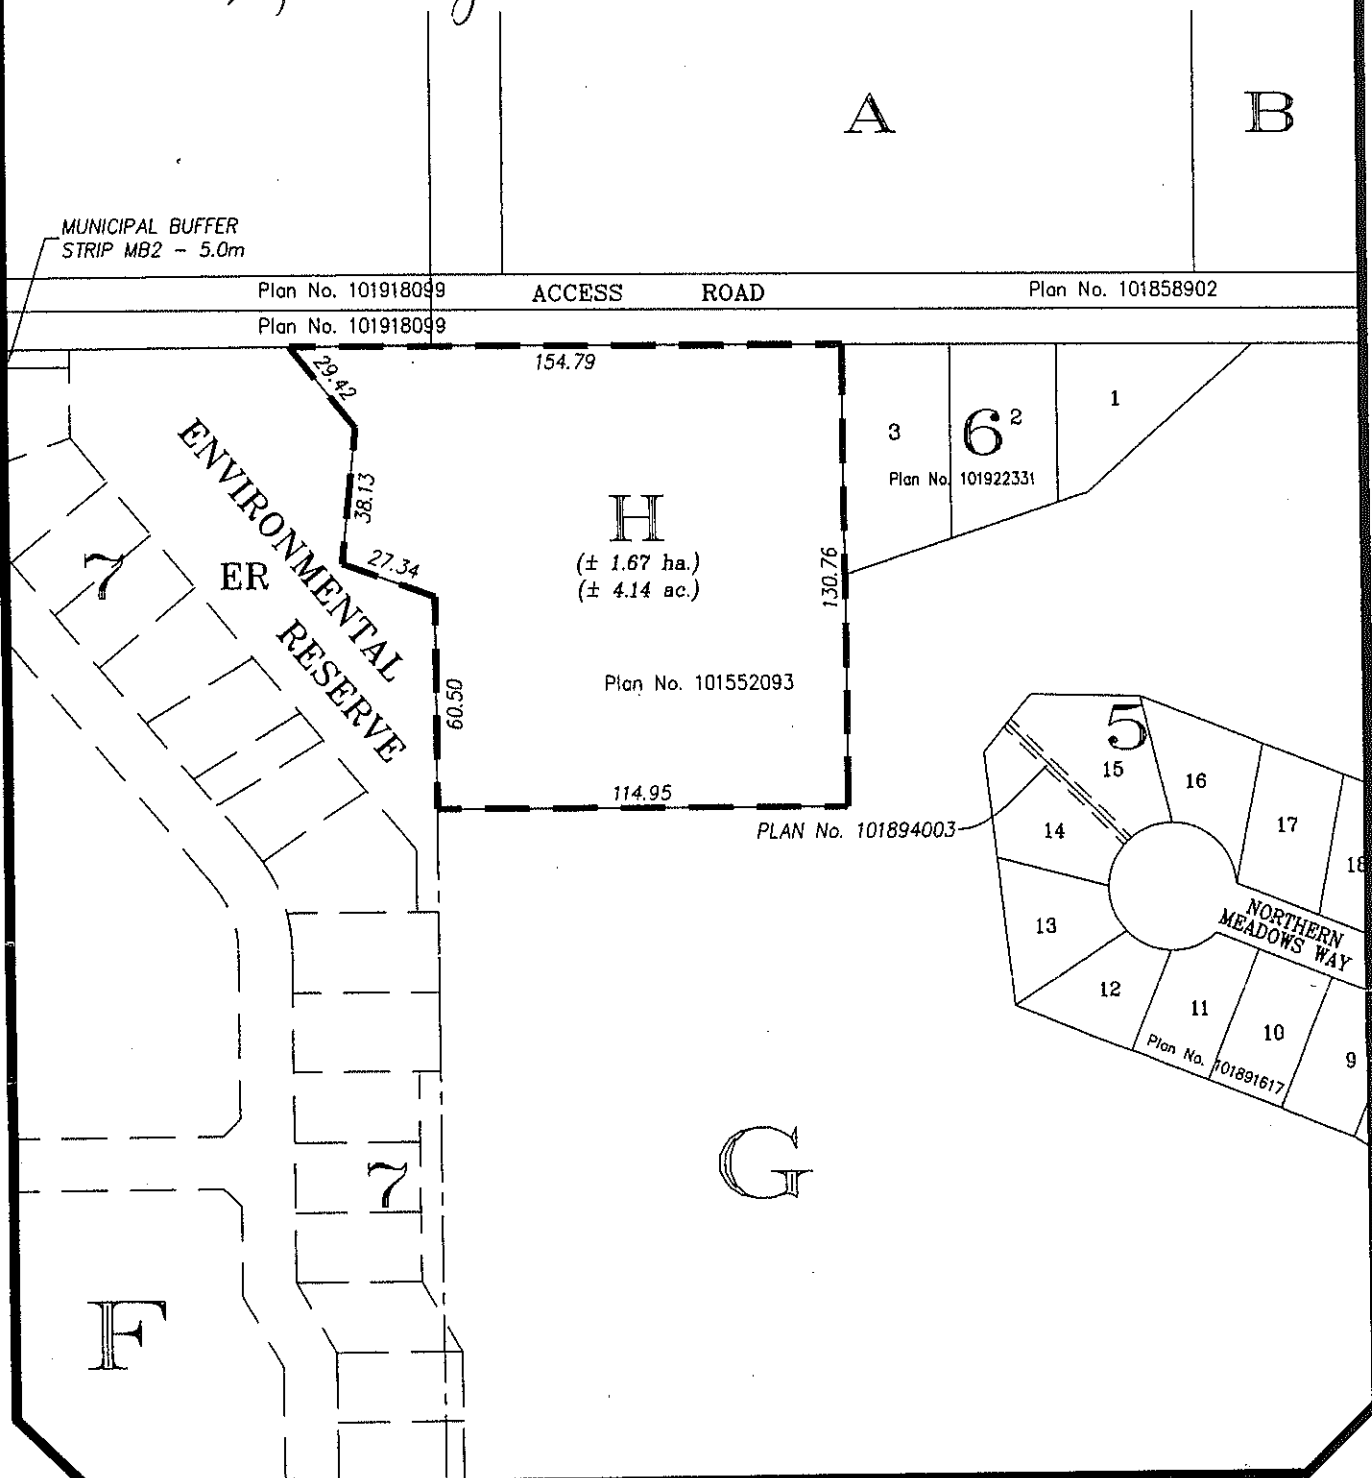 A
B
MUNICIPAL BUFFER
STRIP MB2 - 5.0m
Plan No. 101918099
ACCESS ROAD
Plan No. 101858902
Plan No. 101918099
154.79
29.42
38.13
27.34
60.50
114.95
130.76
H
(± 1.67 ha.)
(± 4.14 ac.)
Plan No. 101552093
3
6
2
1
Plan No. 101922331
ENVIRONMENTAL
RESERVE
ER
7
5
15
16
17
18
14
PLAN No. 101894003
13
NORTHERN
MEADOWS WAY
12
11
10
9
Plan No. 101891617
G
7
F